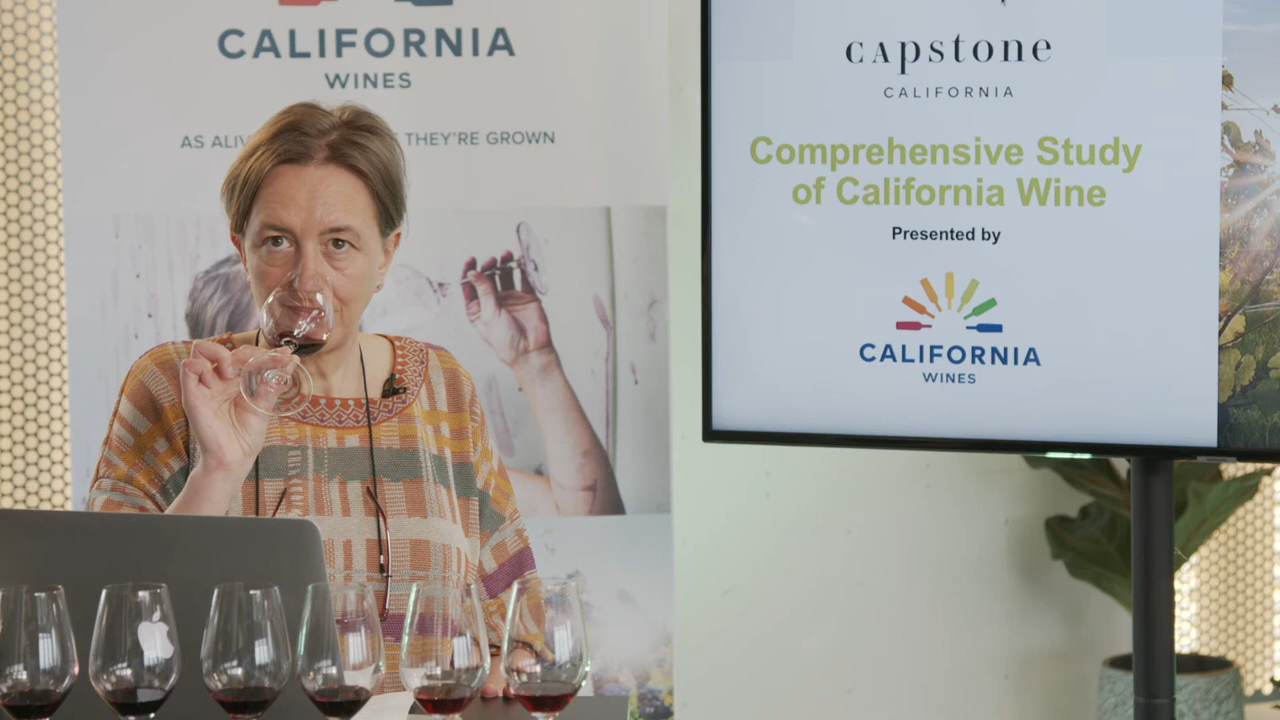 CALIFORNIA
WINES
AS ALIV THEY'RE GROWN
CAPSTONE
CALIFORNIA
Comprehensive Study
of California Wine
Presented by
CALIFORNIA
WINES